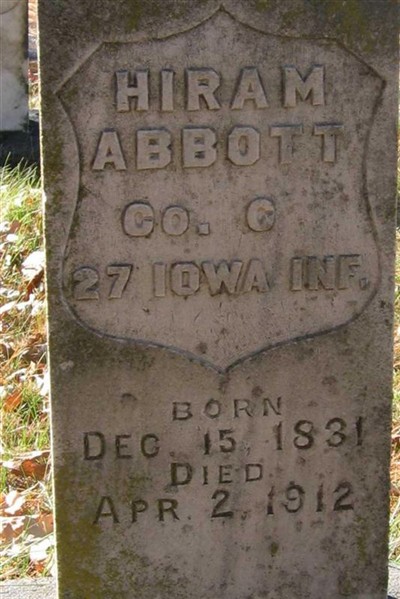 HIRAM
ABBOTT
CO. C
27 IOWA INF.
BORN
DEC. 15, 1831
DIED
APR. 2, 1912